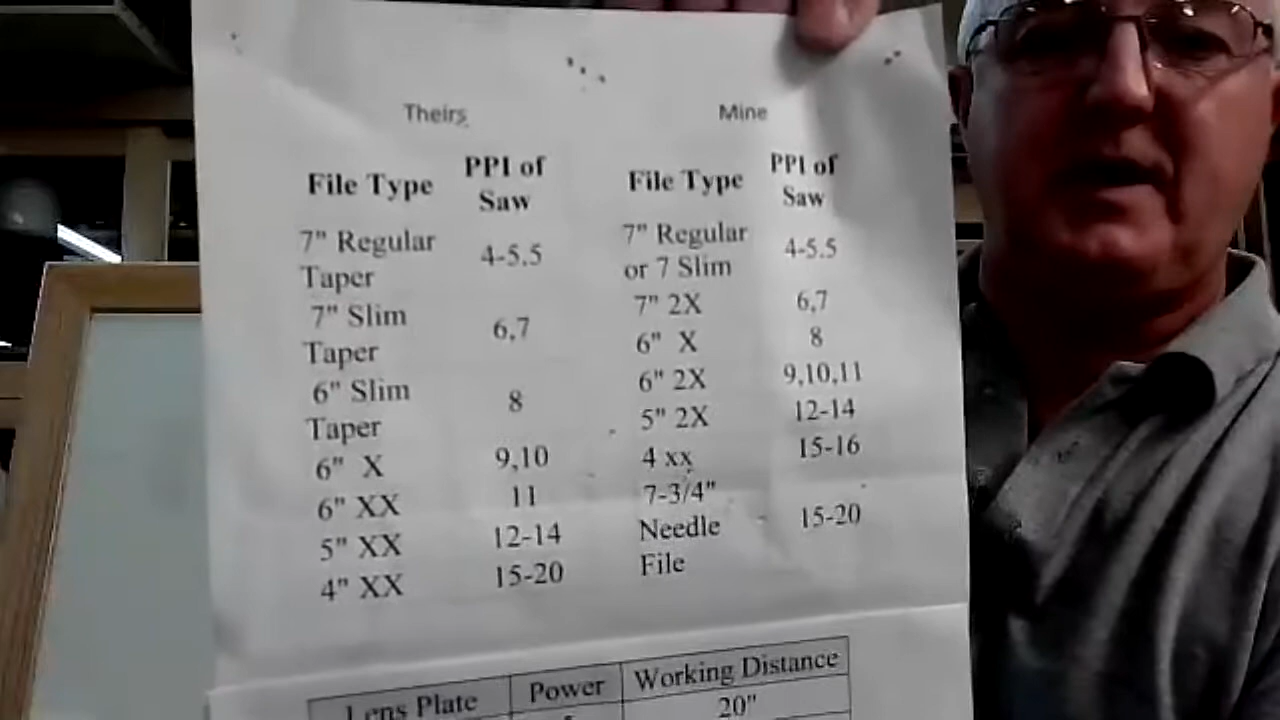 Theirs Mine
File Type PPI of Saw File Type PPI of Saw
7" Regular Taper 4-5.5 7" Regular or 7 Slim 4-5.5
7" Slim Taper 6,7 7" 2X 6,7
6" Slim Taper 8 6" X 8
6" X 9,10 6" 2X 9,10,11
6" XX 11 5" 2X 12-14
5" XX 12-14 4 xx 15-16
4" XX 15-20 7-3/4" Needle File 15-20
Lens Plate Power Working Distance
20"